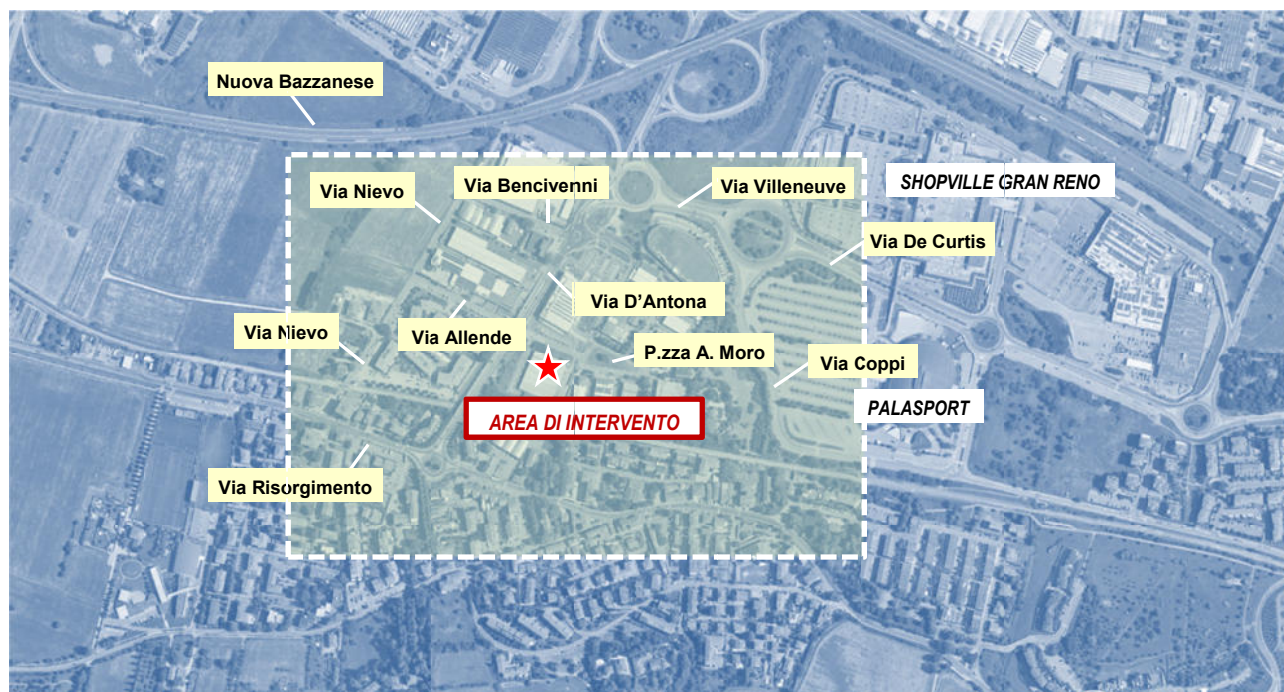 Nuova Bazzanese
Via Nievo
Via Bencivenni
Via Villeneuve
SHOPVILLE GRAN RENO
Via De Curtis
Via D'Antona
Via Nievo
Via Allende
P.zza A. Moro
Via Coppi
AREA DI INTERVENTO
PALASPORT
Via Risorgimento